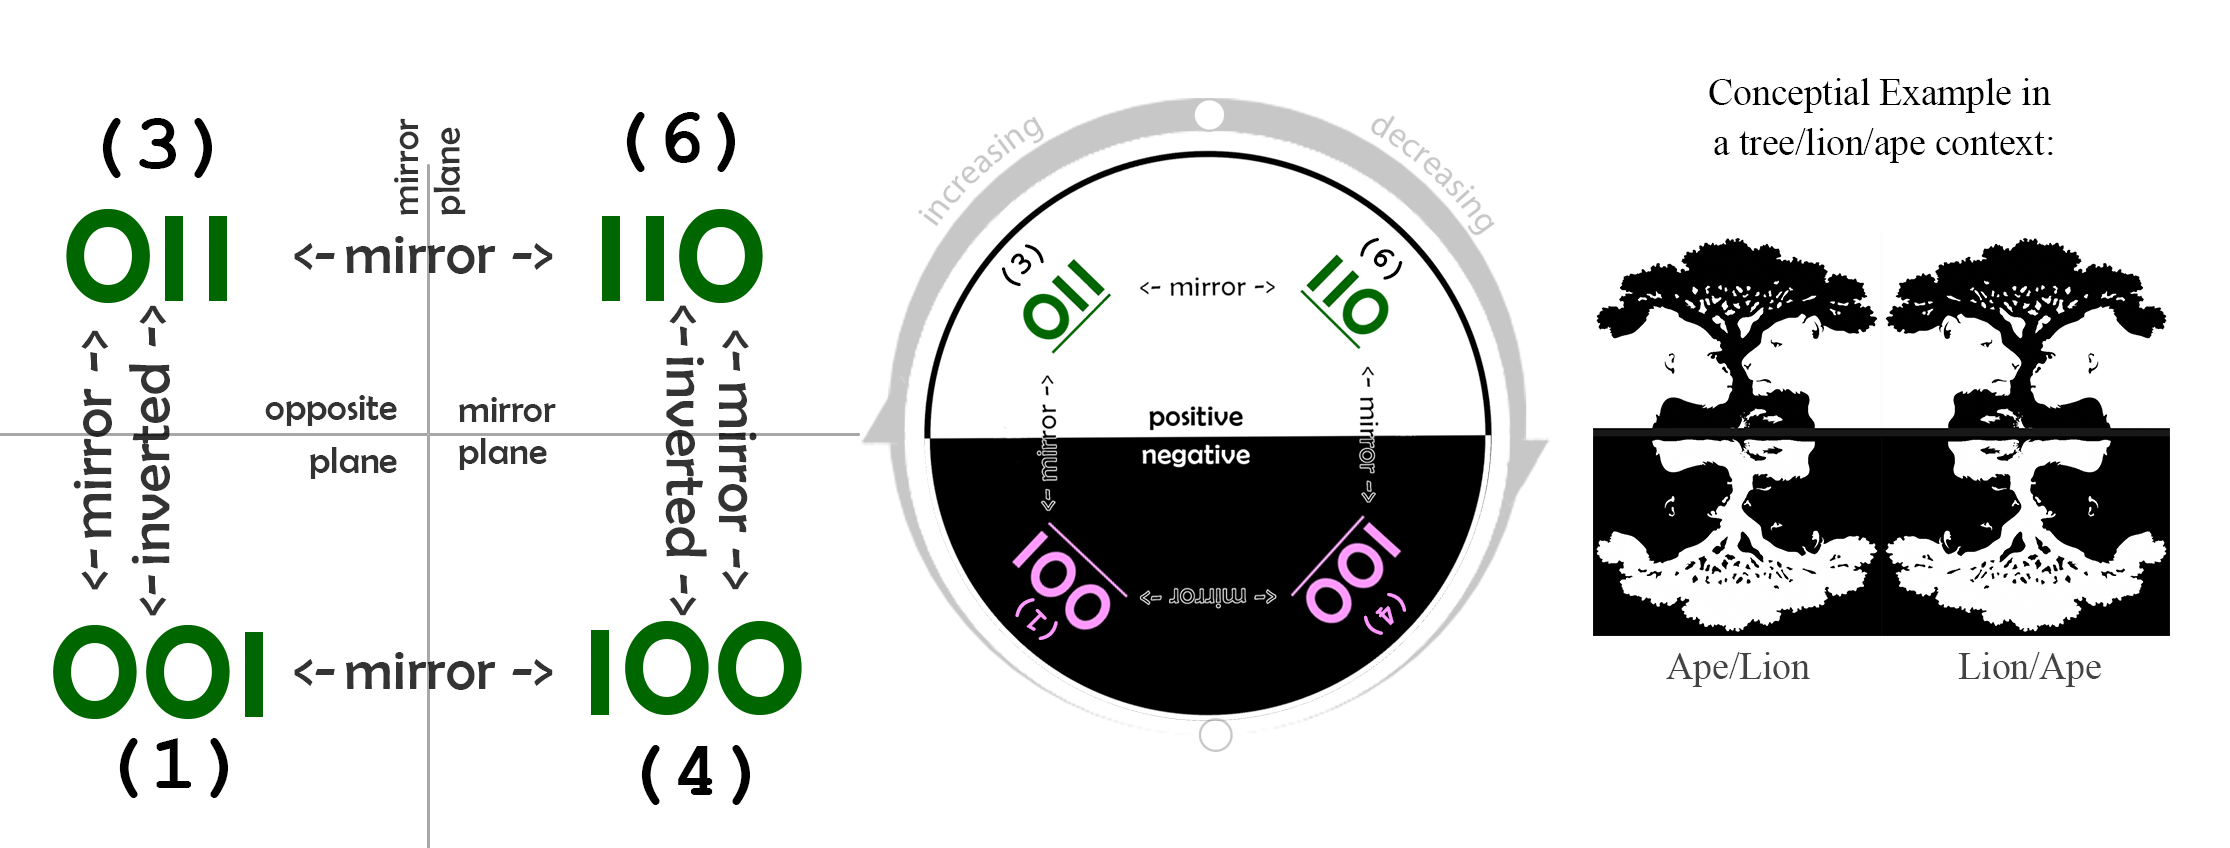 (3)
mirror
plane
(6)
011
<- mirror ->
110
<- mirror ->
<- inverted ->
<- inverted ->
<- mirror ->
opposite
plane
mirror
plane
001
<- mirror ->
100
(1)
(4)
increasing
decreasing
(3)
011
<- mirror ->
(6)
110
<- mirror ->
<- mirror ->
positive
negative
100
(1)
<- mirror ->
001
(4)
Conceptial Example in
a tree/lion/ape context:
Ape/Lion
Lion/Ape